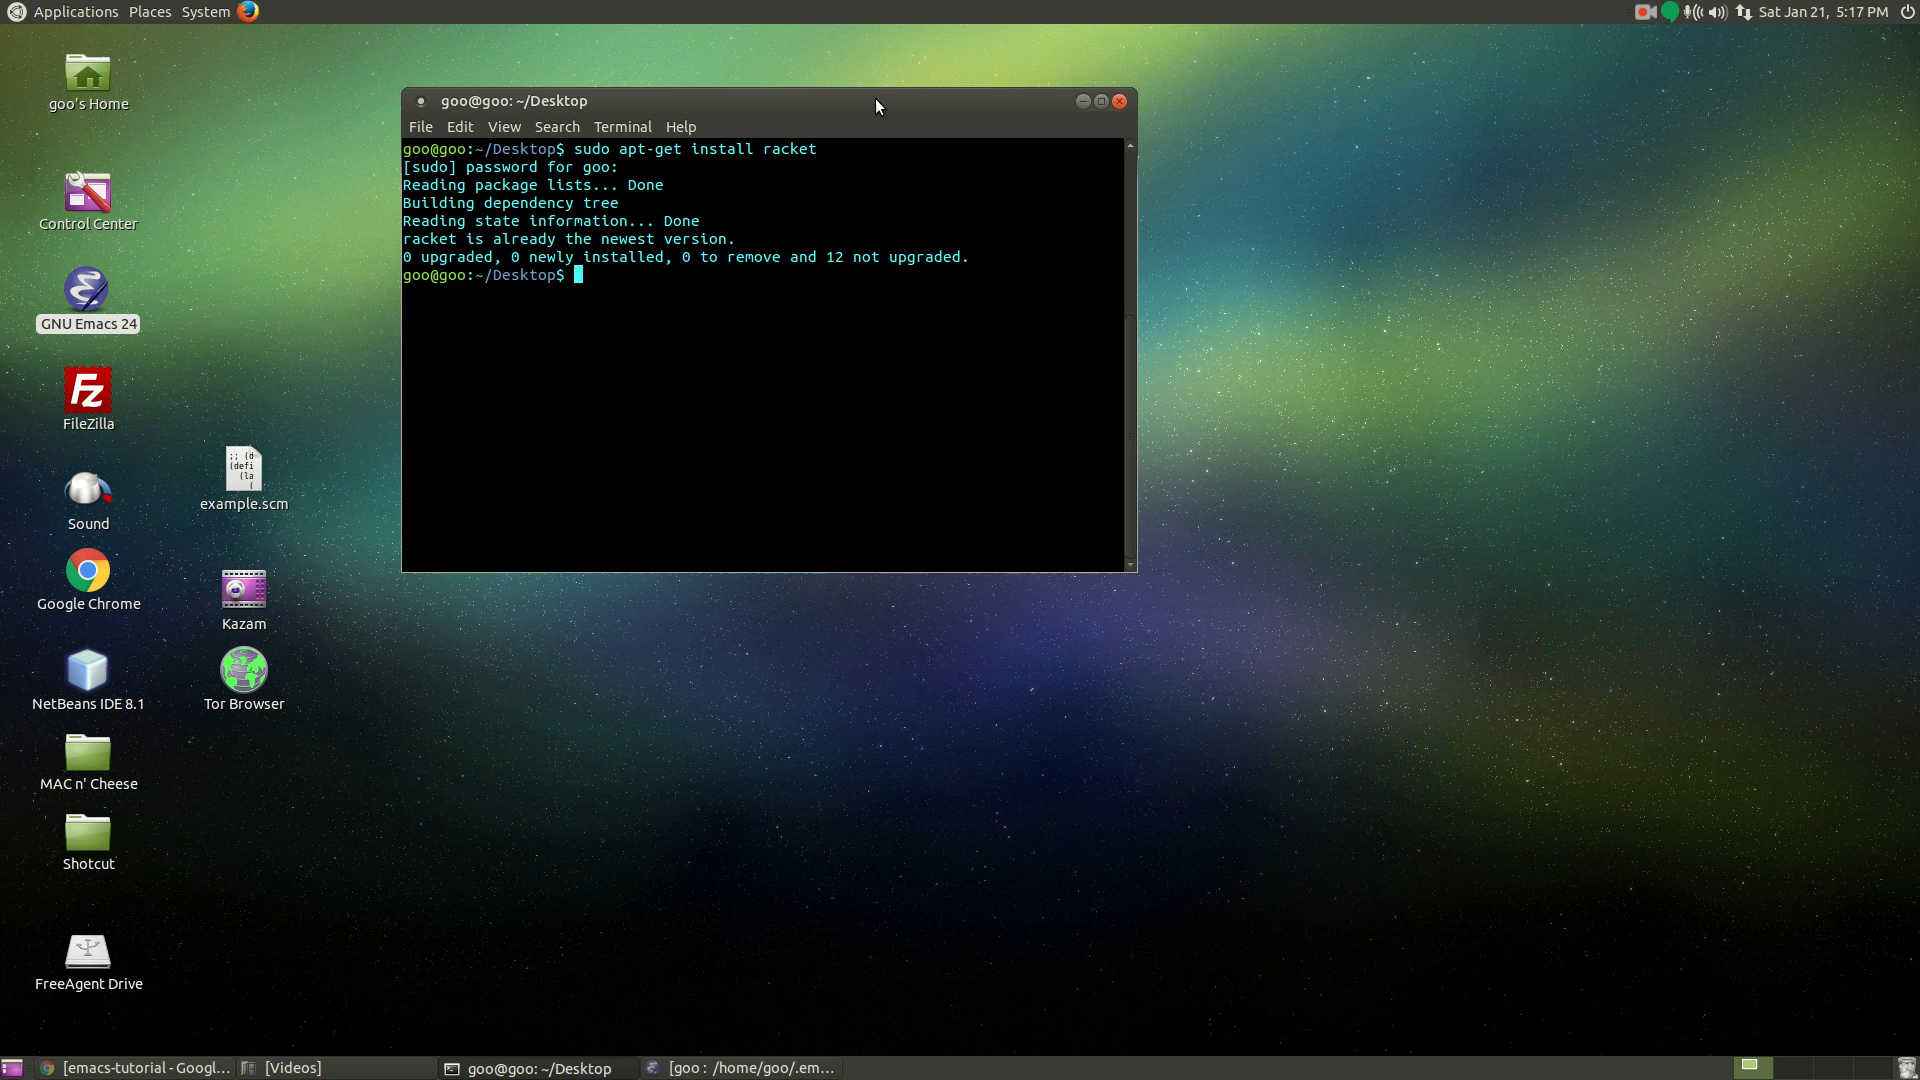 Applications Places System
Sat Jan 21, 5:17 PM
goo's Home
Control Center
GNU Emacs 24
Fz
FileZilla
Sound
Google Chrome
NetBeans IDE 8.1
MAC n' Cheese
Shotcut
FreeAgent Drive
;; (d
(defi
(la
(
example.scm
Kazam
Tor Browser
goo@goo: ~/Desktop
File Edit View Search Terminal Help
goo@goo:~/Desktop$ sudo apt-get install racket
[sudo] password for goo:
Reading package lists... Done
Building dependency tree
Reading state information... Done
racket is already the newest version.
0 upgraded, 0 newly installed, 0 to remove and 12 not upgraded.
goo@goo:~/Desktop$
[emacs-tutorial - Googl... [Videos] goo@goo: ~/Desktop [goo : /home/goo/.em...